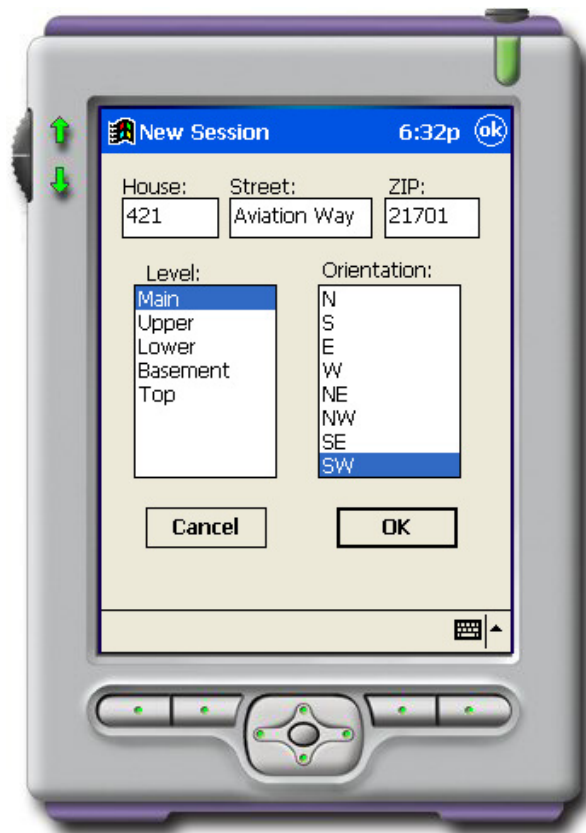 New Session 6:32p ok
House: Street: ZIP:
421 Aviation Way 21701
Level: Orientation:
Main N
Upper S
Lower E
Basement W
Top NE
NW
SE
SW
Cancel OK